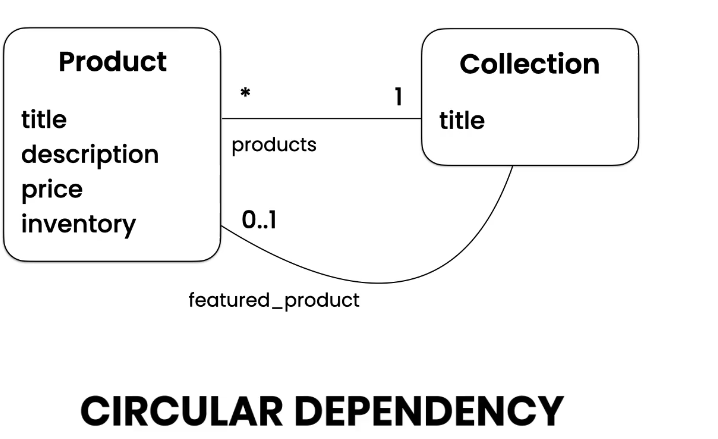 Product
title
description
price
inventory
*
1
products
Collection
title
0..1
featured_product
CIRCULAR DEPENDENCY